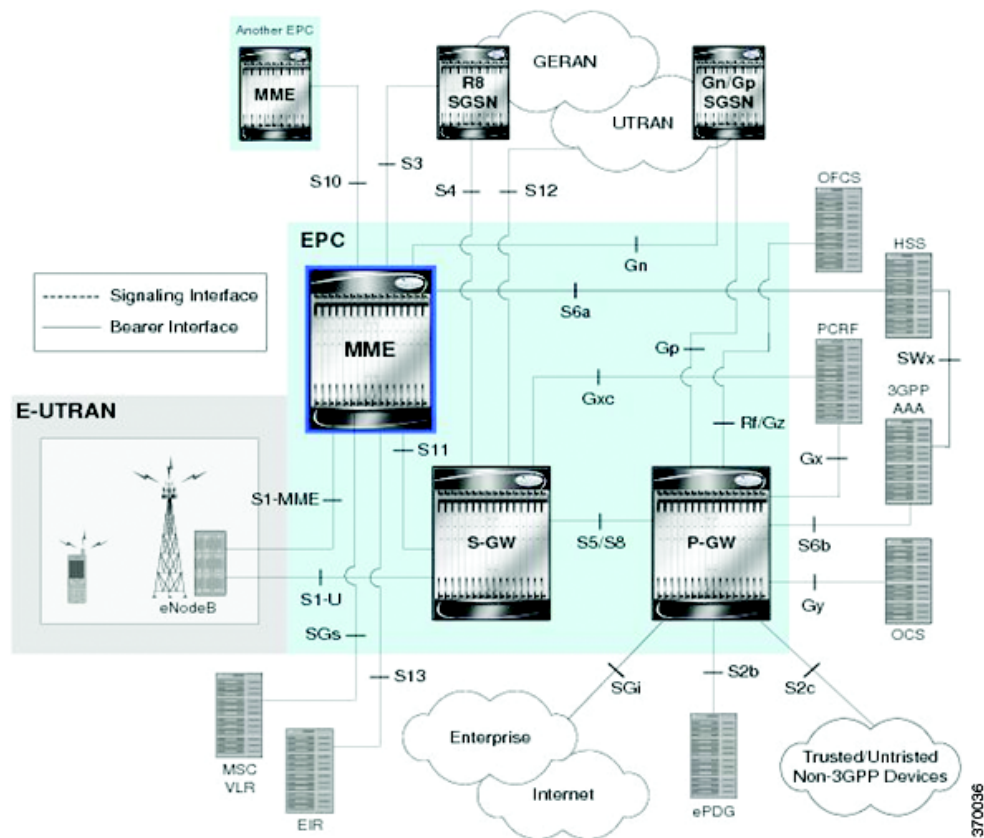 Another EPC
MME
R8
SGSN
GERAN
UTRAN
Gn/Gp
SGSN
S10
S3
S4
S12
OFCS
HSS
EPC
Gn
S6a
Signaling Interface
Bearer Interface
MME
Gp
PCRF
SWx
Gxc
3GPP
AAA
E-UTRAN
Rf/Gz
S11
Gx
S1-MME
S-GW
S5/S8
P-GW
S6b
eNodeB
S1-U
Gy
SGs
OCS
S13
SGi
S2b
S2c
MSC
VLR
EIR
Enterprise
Internet
ePDG
Trusted/Untristed
Non-3GPP Devices
370036